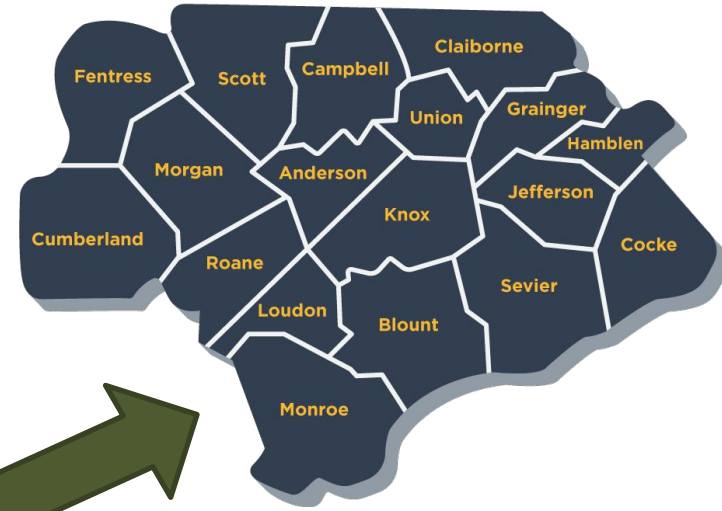 Claiborne
Fentress
Scott
Campbell
Grainger
Union
Hamblen
Morgan
Anderson
Jefferson
Knox
Cumberland
Cocke
Roane
Sevier
Loudon
Blount
Monroe